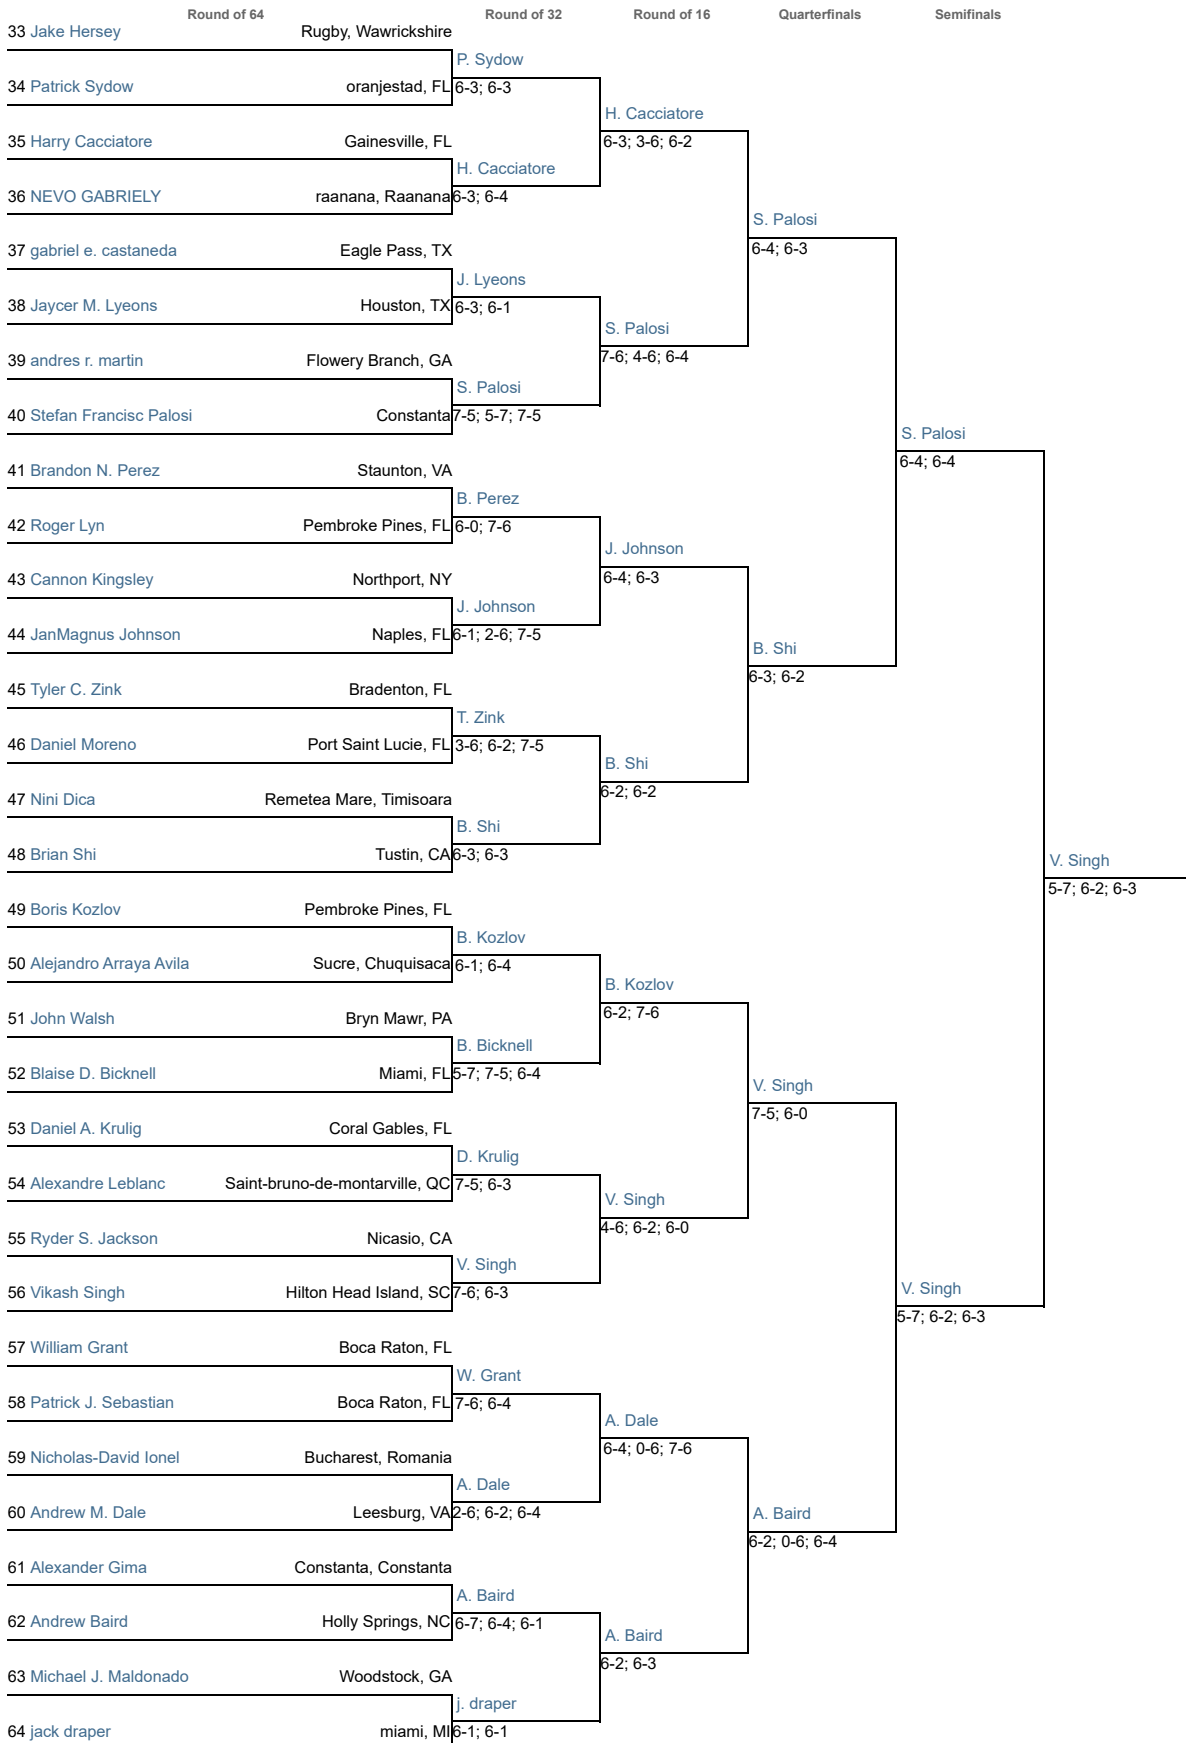 Round of 64 Round of 32 Round of 16 Quarterfinals Semifinals
33 Jake Hersey Rugby, Wawrickshire
P. Sydow
34 Patrick Sydow oranjestad, FL 6-3; 6-3
H. Cacciatore
35 Harry Cacciatore Gainesville, FL 6-3; 3-6; 6-2
H. Cacciatore
36 NEVO GABRIELY raanana, Raanana 6-3; 6-4
S. Palosi
37 gabriel e. castaneda Eagle Pass, TX 6-4; 6-3
J. Lyeons
38 Jaycer M. Lyeons Houston, TX 6-3; 6-1
S. Palosi
39 andres r. martin Flowery Branch, GA 7-6; 4-6; 6-4
S. Palosi
40 Stefan Francisc Palosi Constanta 7-5; 5-7; 7-5
S. Palosi
41 Brandon N. Perez Staunton, VA 6-4; 6-4
B. Perez
42 Roger Lyn Pembroke Pines, FL 6-0; 7-6
J. Johnson
43 Cannon Kingsley Northport, NY 6-4; 6-3
J. Johnson
44 JanMagnus Johnson Naples, FL 6-1; 2-6; 7-5
B. Shi
45 Tyler C. Zink Bradenton, FL 6-3; 6-2
T. Zink
46 Daniel Moreno Port Saint Lucie, FL 3-6; 6-2; 7-5
B. Shi
47 Nini Dica Remetea Mare, Timisoara 6-2; 6-2
B. Shi
48 Brian Shi Tustin, CA 6-3; 6-3
V. Singh
5-7; 6-2; 6-3
49 Boris Kozlov Pembroke Pines, FL
B. Kozlov
50 Alejandro Arraya Avila Sucre, Chuquisaca 6-1; 6-4
B. Kozlov
51 John Walsh Bryn Mawr, PA 6-2; 7-6
B. Bicknell
52 Blaise D. Bicknell Miami, FL 5-7; 7-5; 6-4
V. Singh
53 Daniel A. Krulig Coral Gables, FL 7-5; 6-0
D. Krulig
54 Alexandre Leblanc Saint-bruno-de-montarville, QC 7-5; 6-3
V. Singh
55 Ryder S. Jackson Nicasio, CA 4-6; 6-2; 6-0
V. Singh
56 Vikash Singh Hilton Head Island, SC 7-6; 6-3
V. Singh
5-7; 6-2; 6-3
57 William Grant Boca Raton, FL
W. Grant
58 Patrick J. Sebastian Boca Raton, FL 7-6; 6-4
A. Dale
59 Nicholas-David Ionel Bucharest, Romania 6-4; 0-6; 7-6
A. Dale
60 Andrew M. Dale Leesburg, VA 2-6; 6-2; 6-4
A. Baird
61 Alexander Gima Constanta, Constanta 6-2; 0-6; 6-4
A. Baird
62 Andrew Baird Holly Springs, NC 6-7; 6-4; 6-1
A. Baird
63 Michael J. Maldonado Woodstock, GA 6-2; 6-3
j. draper
64 jack draper miami, MI 6-1; 6-1